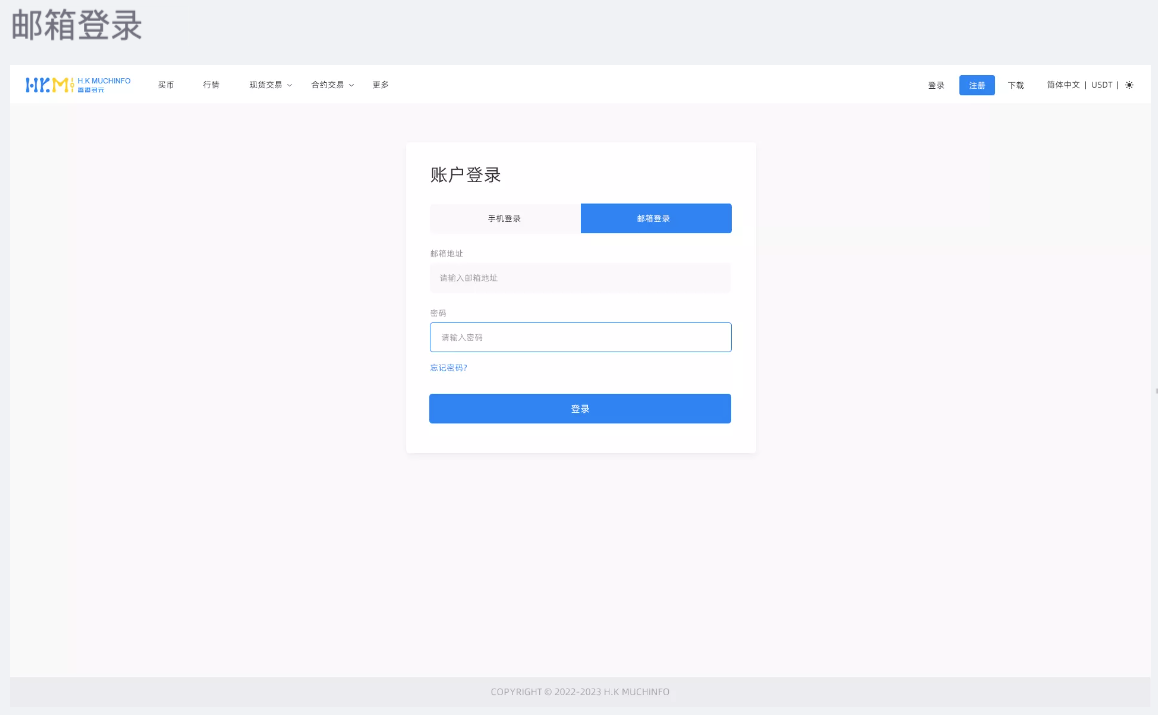 邮箱登录
HKM H.K MUCHINFO
买币 行情 现货交易 合约交易 更多 登录 注册 下载 简体中文 | USDT |
账户登录
手机登录 邮箱登录
邮箱地址
请输入邮箱地址
密码
请输入密码
忘记密码?
登录
COPYRIGHT © 2022-2023 H.K MUCHINFO